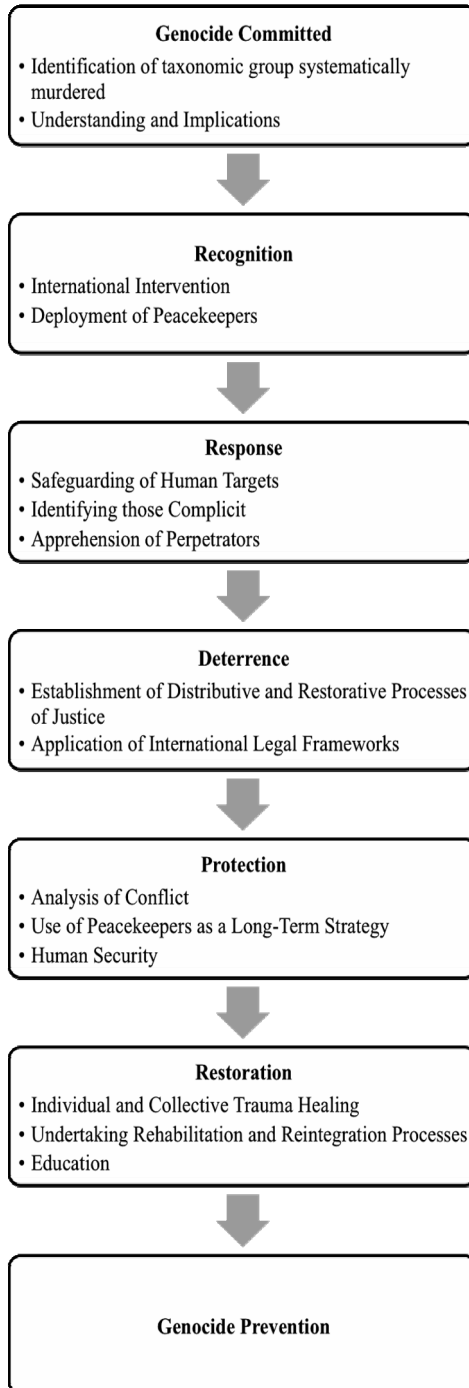 Genocide Committed
• Identification of taxonomic group systematically
murdered
• Understanding and Implications
Recognition
• International Intervention
• Deployment of Peacekeepers
Response
• Safeguarding of Human Targets
• Identifying those Complicit
• Apprehension of Perpetrators
Deterrence
• Establishment of Distributive and Restorative Processes
of Justice
• Application of International Legal Frameworks
Protection
• Analysis of Conflict
• Use of Peacekeepers as a Long-Term Strategy
• Human Security
Restoration
• Individual and Collective Trauma Healing
• Undertaking Rehabilitation and Reintegration Processes
• Education
Genocide Prevention